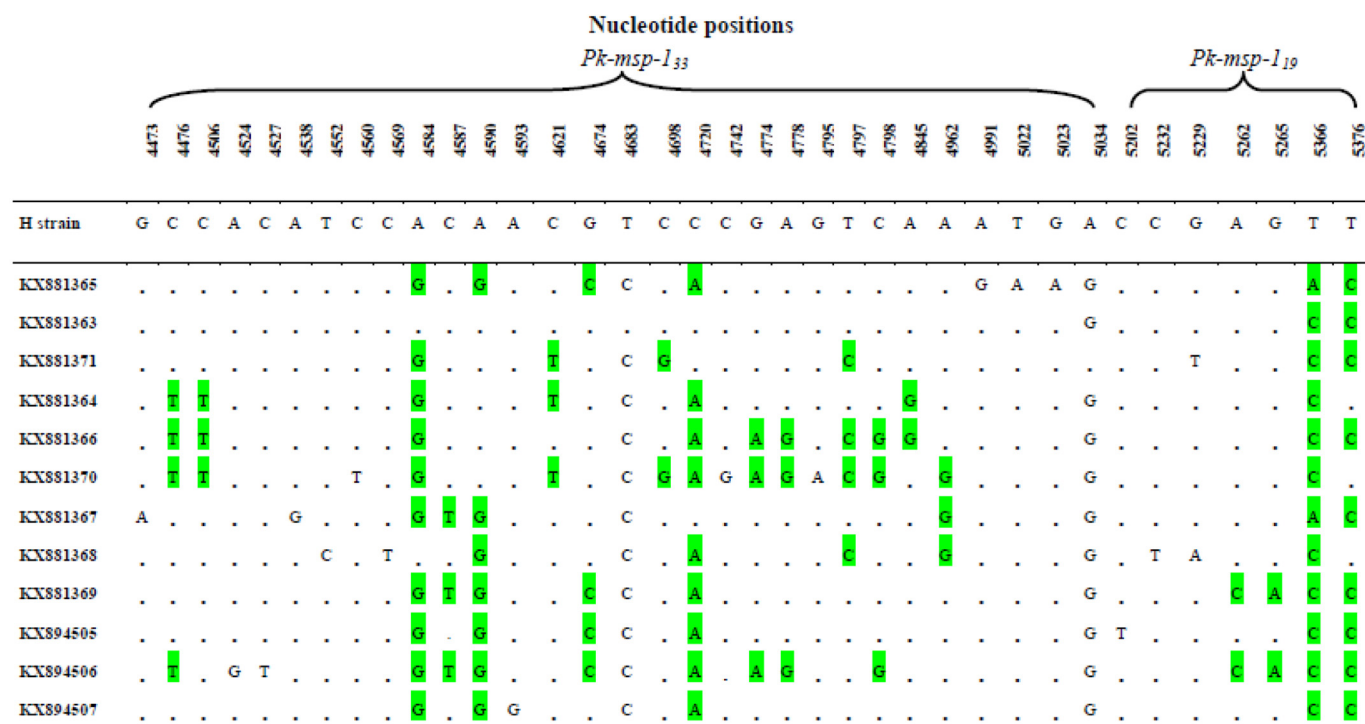 Nucleotide positions
Pk-msp-1₃₃ Pk-msp-1₁₉
4473 4476 4506 4524 4527 4538 4552 4560 4569 4584 4587 4590 4593 4621 4674 4683 4698 4720 4742 4774 4778 4795 4797 4798 4845 4962 4991 5022 5023 5034 5202 5232 5229 5262 5265 5366 5376
H strain G C C A C A T C C A C A A C G T C C C G A G T C A A A T G A C C G A G T T
KX881365 . . . . . . . . . G . G . . C C . A . . . . . . . . G A A G . . . . . A C
KX881363 . . . . . . . . . . . . . . . . . . . . . . . . . . . . . G . . . . . C C
KX881371 . . . . . . . . . G . . . T . C G . . . . . C . . . . . . . . . T . . C C
KX881364 . T T . . . . . . G . . . T . C . A . . . . . . G . . . . G . . . . . C .
KX881366 . T T . . . . . . G . . . . . C . A . A G . C G G . . . . G . . . . . C C
KX881370 . T T . . . . T . G . . . T . C G A G A G A C G . G . . . G . . . . . C .
KX881367 A . . . . G . . . G T G . . . C . . . . . . . . . G . . . G . . . . . A C
KX881368 . . . . . . C . T . . G . . . C . A . . . . C . . G . . . G . T A . . C .
KX881369 . . . . . . . . . G T G . . C C . A . . . . . . . . . . . G . . . C A C C
KX894505 . . . . . . . . . G . G . . C C . A . . . . . . . . . . . G T . . . . C C
KX894506 . T . G T . . . . G T G . . C C . A . A G . . G . . . . . G . . . C A C C
KX894507 . . . . . . . . . G . G G . . C . A . . . . . . . . . . . G . . . . . C C